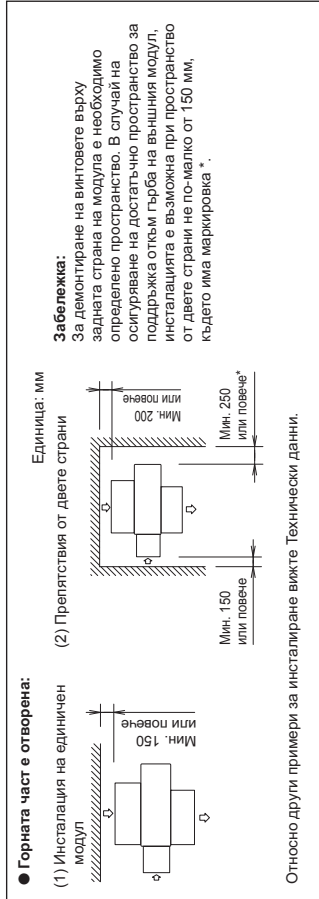 ● Горната част е отворена:
Единица: мм
(1) Инсталация на единичен
модул
Мин. 150
или повече
(2) Препятствия от двете страни
Мин. 200
или повече
Мин. 150
или повече
Мин. 250
или повече*
Забележка:
За демонтиране на винтовете върху
задната страна на модула е необходимо
определено пространство. В случай на
осигуряване на достатъчно пространство за
поддръжка откъм гърба на външния модул,
инсталацията е възможна при пространство
от двете страни не по-малко от 150 мм,
където има маркировка *.
Относно други примери за инсталиране вижте Технически данни.